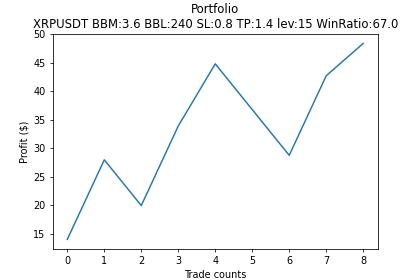 Portfolio
XRPUSDT BBM:3.6 BBL:240 SL:0.8 TP:1.4 lev:15 WinRatio:67.0
50
45
40
35
30
25
20
15
Profit ($)
0 1 2 3 4 5 6 7 8
Trade counts